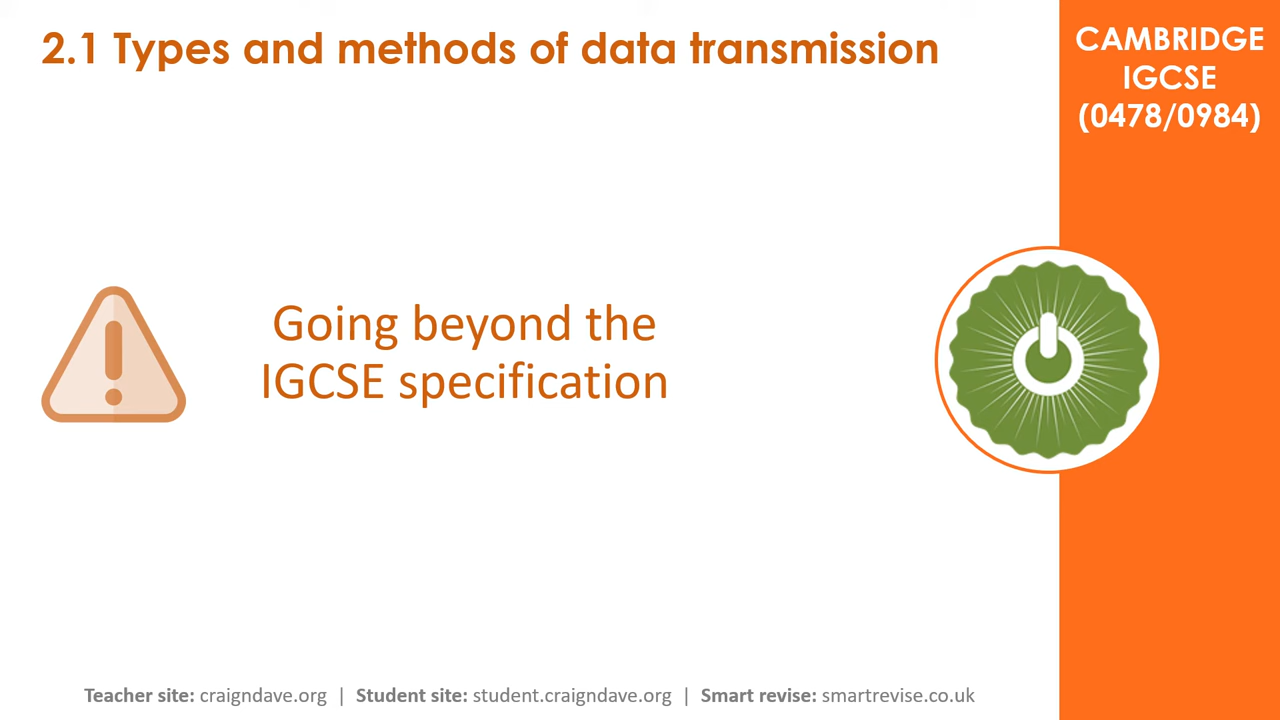 2.1 Types and methods of data transmission
CAMBRIDGE
IGCSE
(0478/0984)
Going beyond the
IGCSE specification
Teacher site: craigndave.org | Student site: student.craigndave.org | Smart revise: smartrevise.co.uk